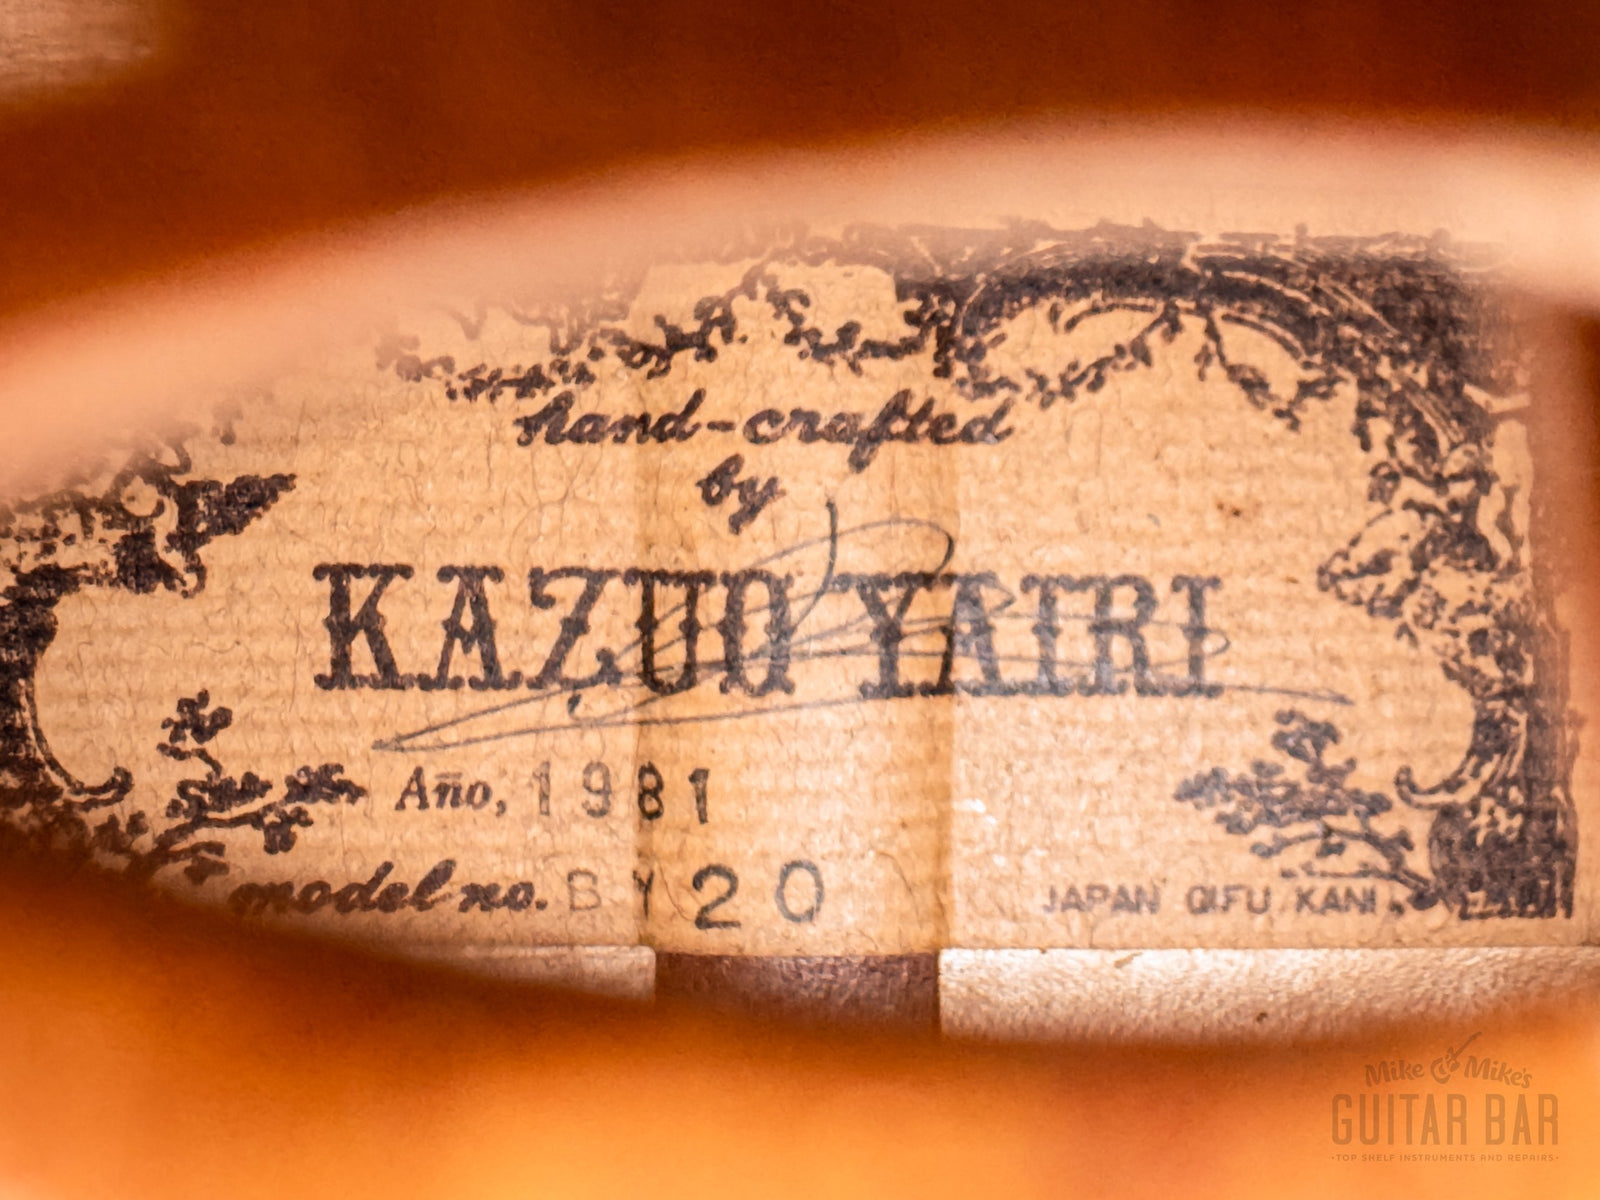 hand-crafted
by
KAZUO YAIRI
Año, 1981
model no. BY20
JAPAN GIFU KANI.
Mike & Mike's
GUITAR BAR
·TOP SHELF INSTRUMENTS AND REPAIRS·